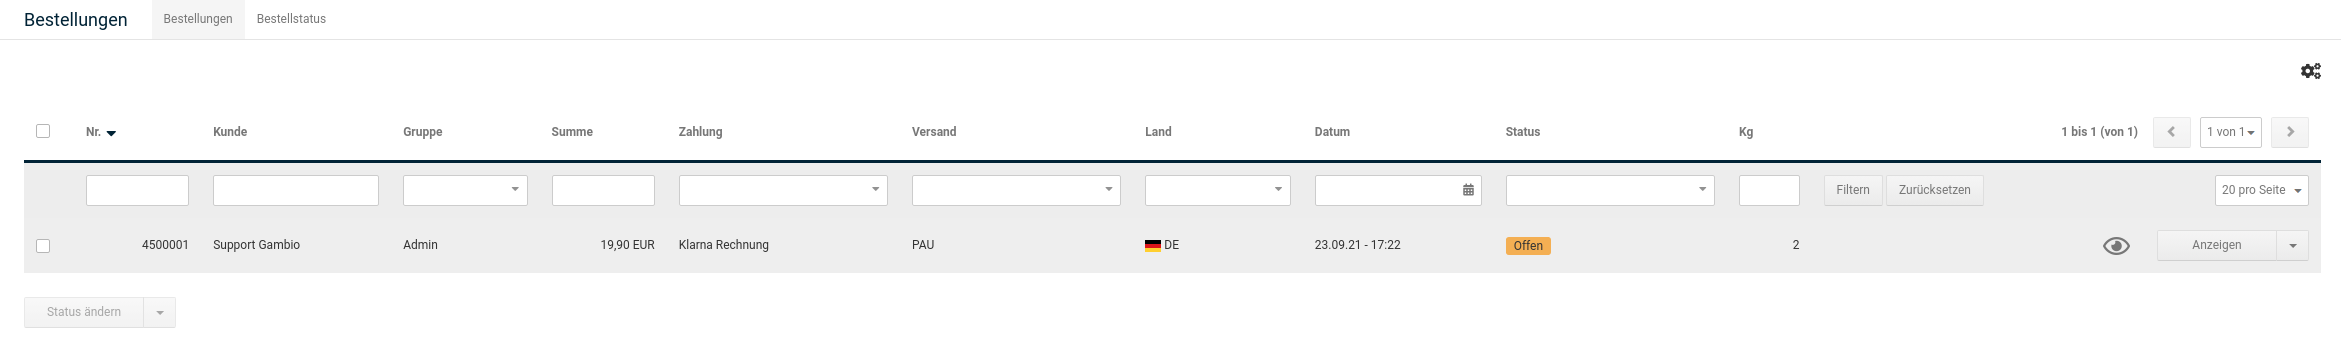 Bestellungen Bestellungen Bestellstatus
Nr. Kunde Gruppe Summe Zahlung Versand Land Datum Status Kg 1 bis 1 (von 1) 1 von 1
Filtern Zurücksetzen 20 pro Seite
4500001 Support Gambio Admin 19,90 EUR Klarna Rechnung PAU DE 23.09.21 - 17:22 Offen 2 Anzeigen
Status ändern